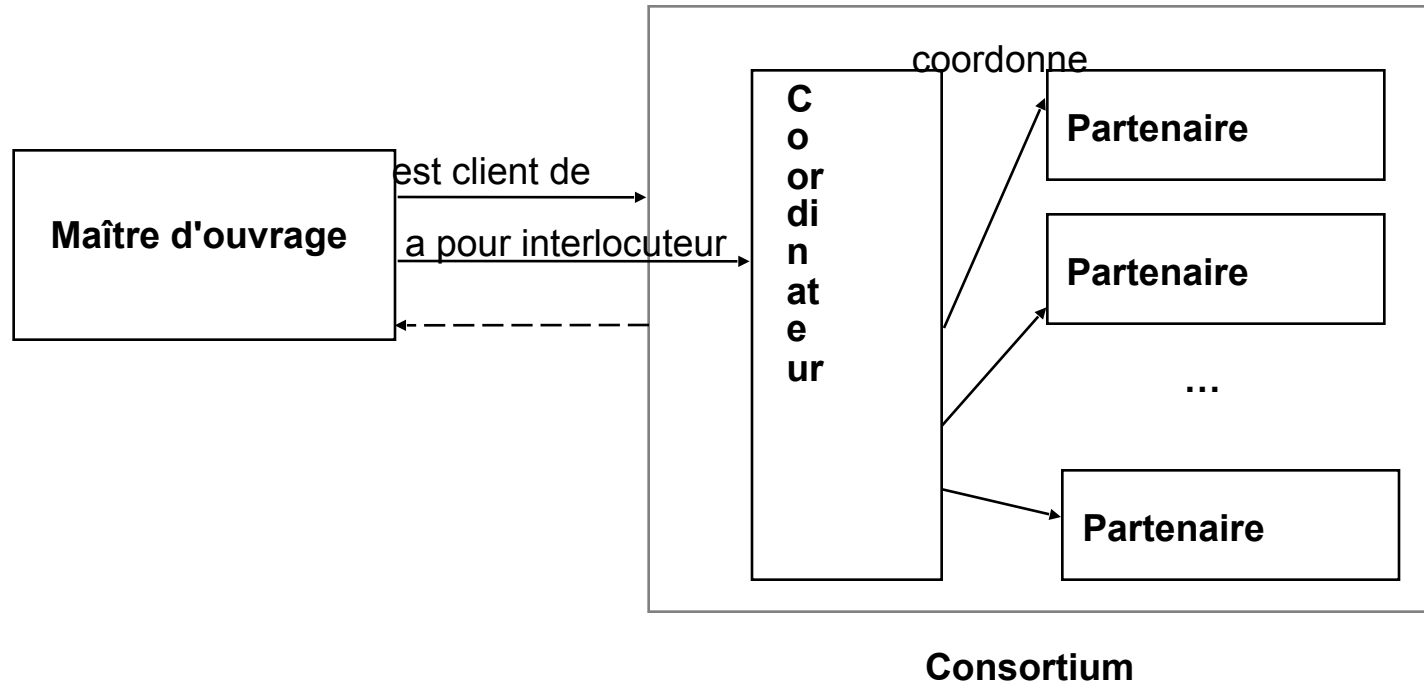 coordonne
C
o
or
di
n
at
e
ur
Partenaire
est client de
Maître d'ouvrage
a pour interlocuteur
Partenaire
…
Partenaire
Consortium